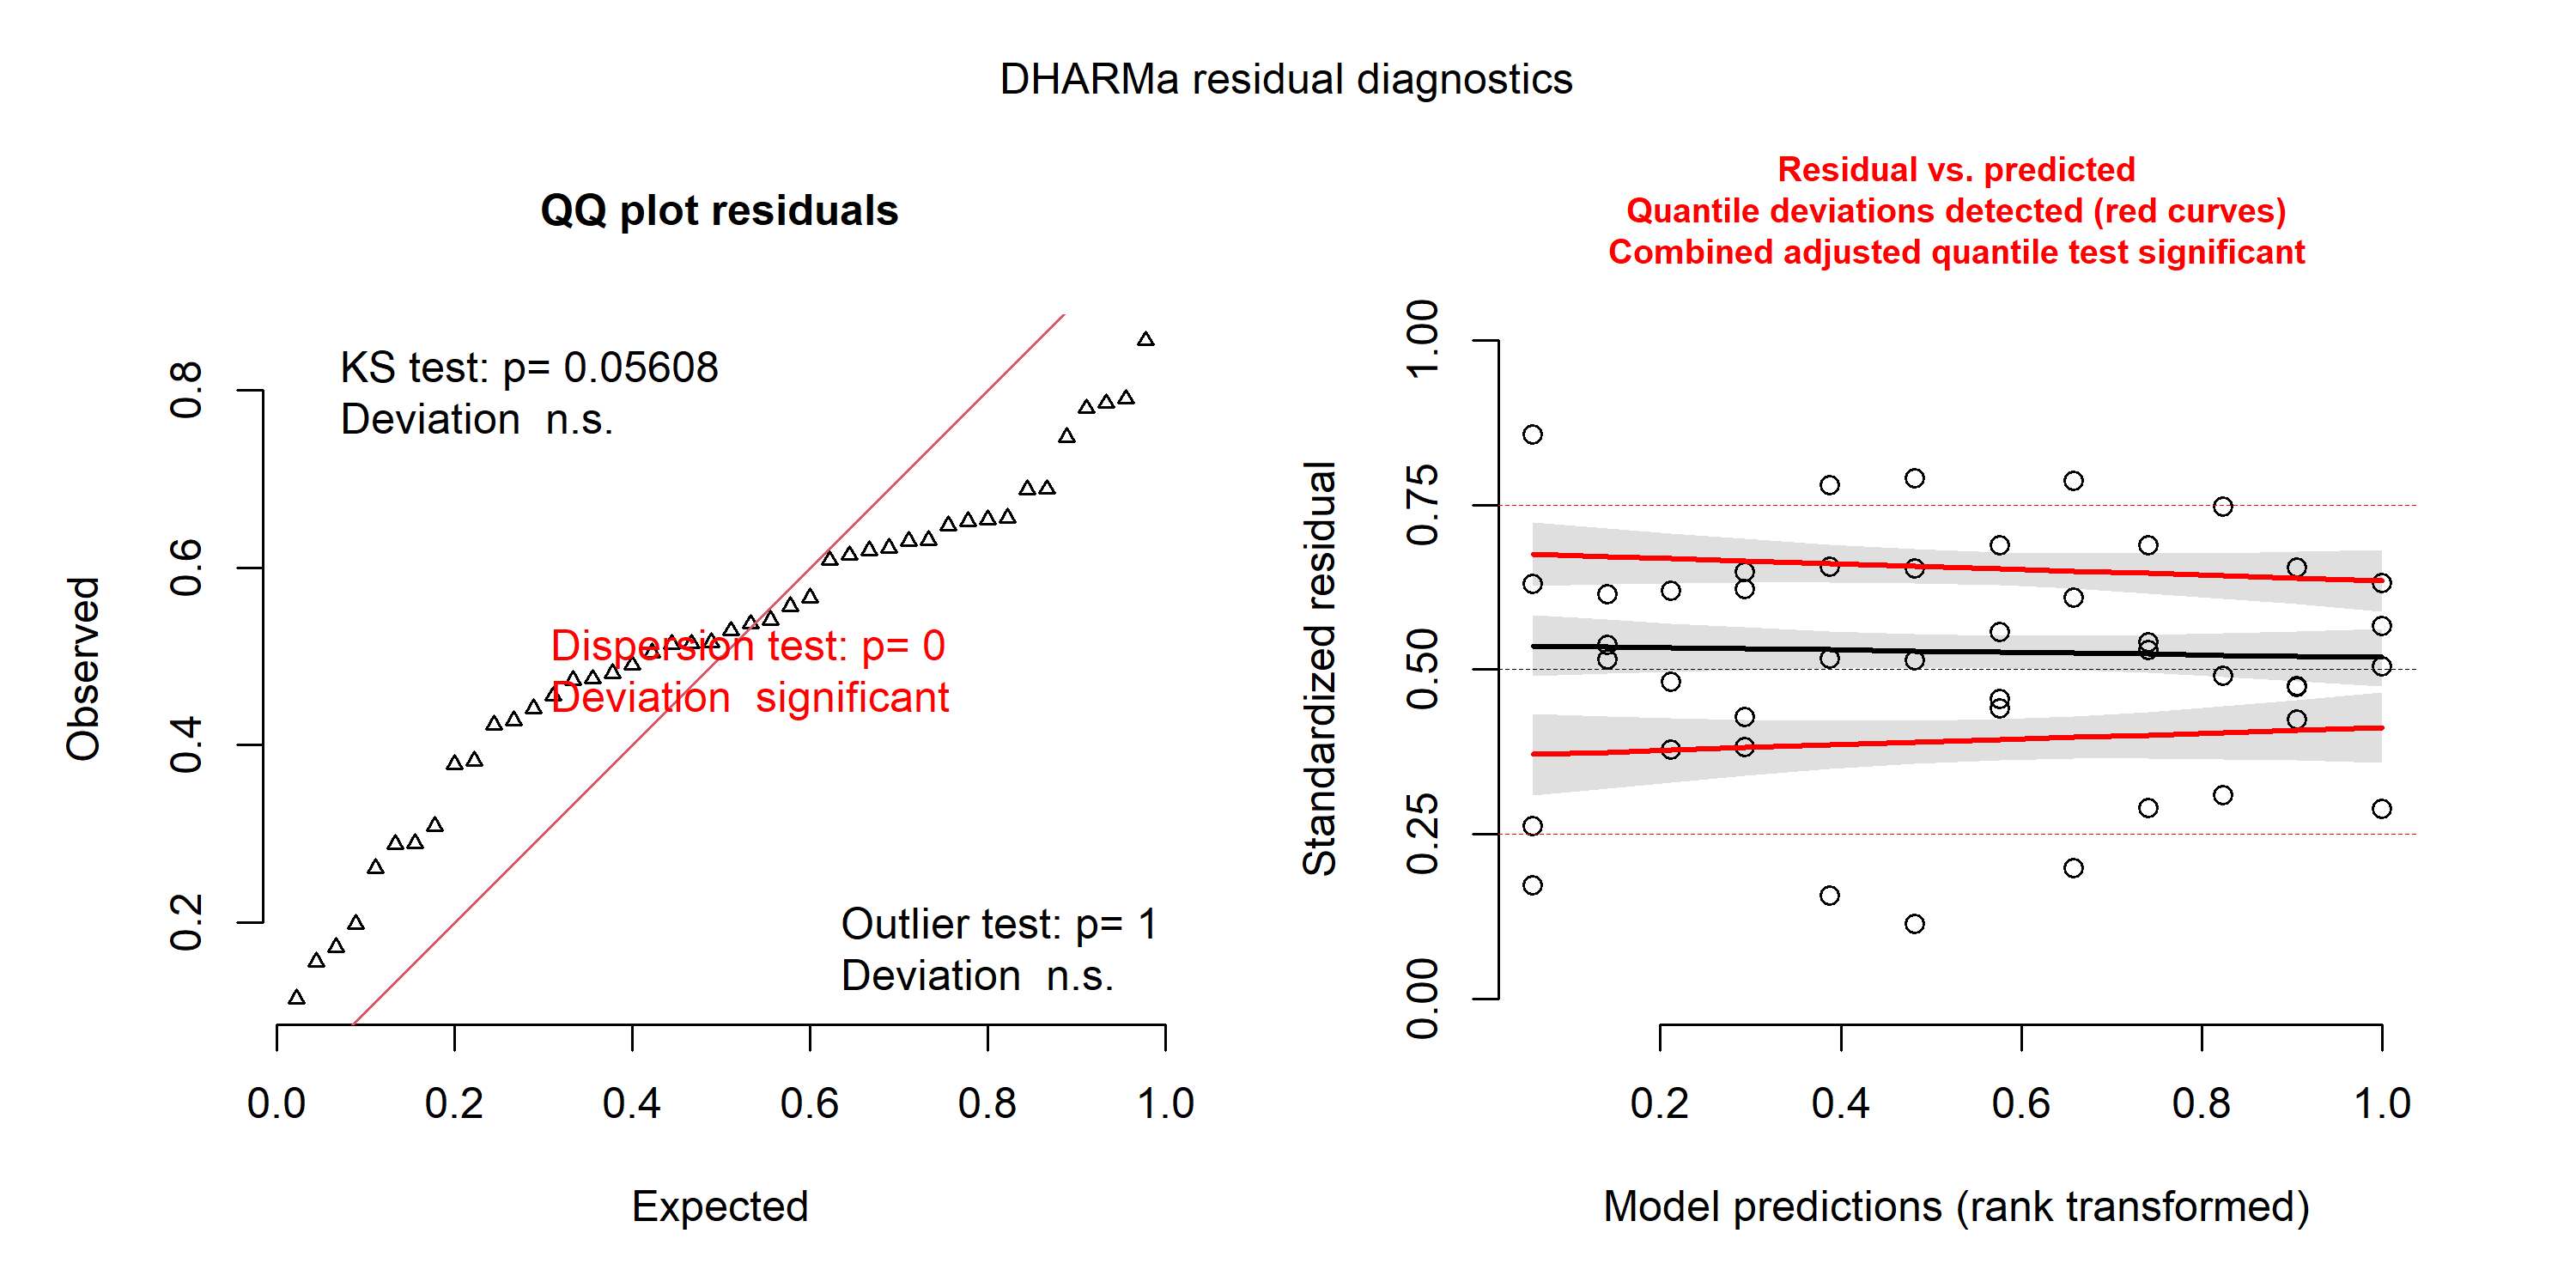 DHARMa residual diagnostics
QQ plot residuals
KS test: p= 0.05608
Deviation  n.s.
Dispersion test: p= 0
Deviation  significant
Outlier test: p= 1
Deviation  n.s.
Observed
0.2
0.4
0.6
0.8
0.0
0.2
0.4
0.6
0.8
1.0
Expected
Residual vs. predicted
Quantile deviations detected (red curves)
Combined adjusted quantile test significant
Standardized residual
0.00
0.25
0.50
0.75
1.00
0.2
0.4
0.6
0.8
1.0
Model predictions (rank transformed)